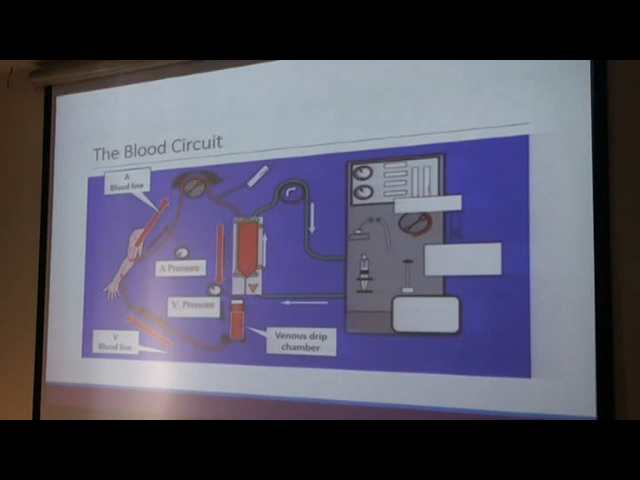 The Blood Circuit
A
Blood line
A Pressure
V. Pressure
V
Blood line
Venous drip
chamber